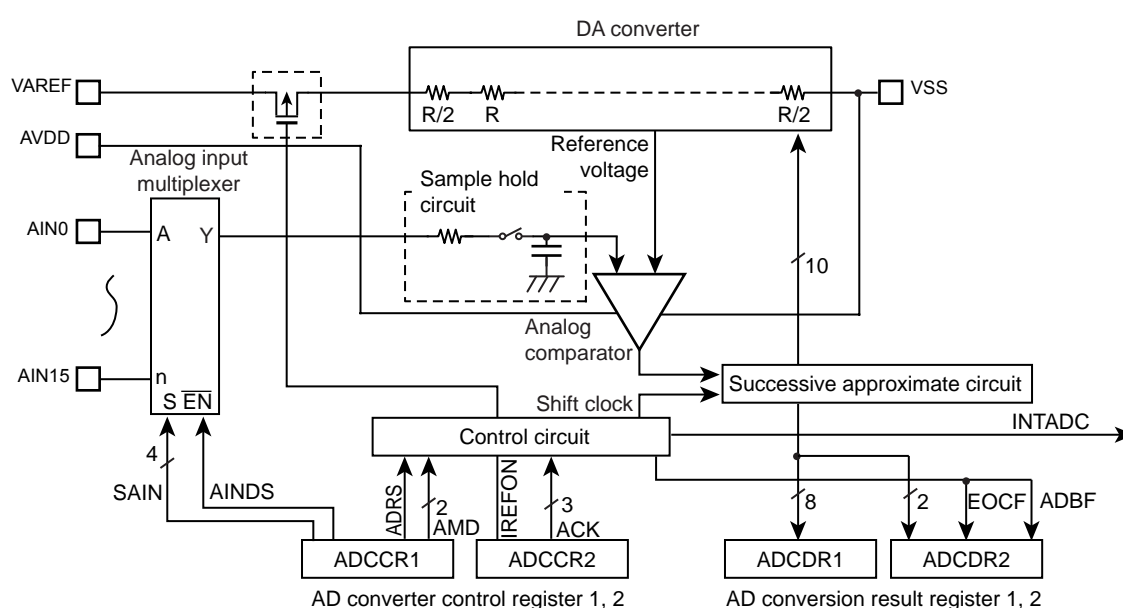 DA converter
VAREF
VSS
R/2
R
R/2
AVDD
Analog input
multiplexer
Reference
voltage
Sample hold
circuit
AIN0
A
Y
10
Analog
comparator
AIN15
n
S EN
Successive approximate circuit
Shift clock
INTADC
Control circuit
4
SAIN
AINDS
ADRS
2
AMD
IREFON
3
ACK
8
2
EOCF
ADBF
ADCCR1
ADCCR2
ADCDR1
ADCDR2
AD converter control register 1, 2
AD conversion result register 1, 2